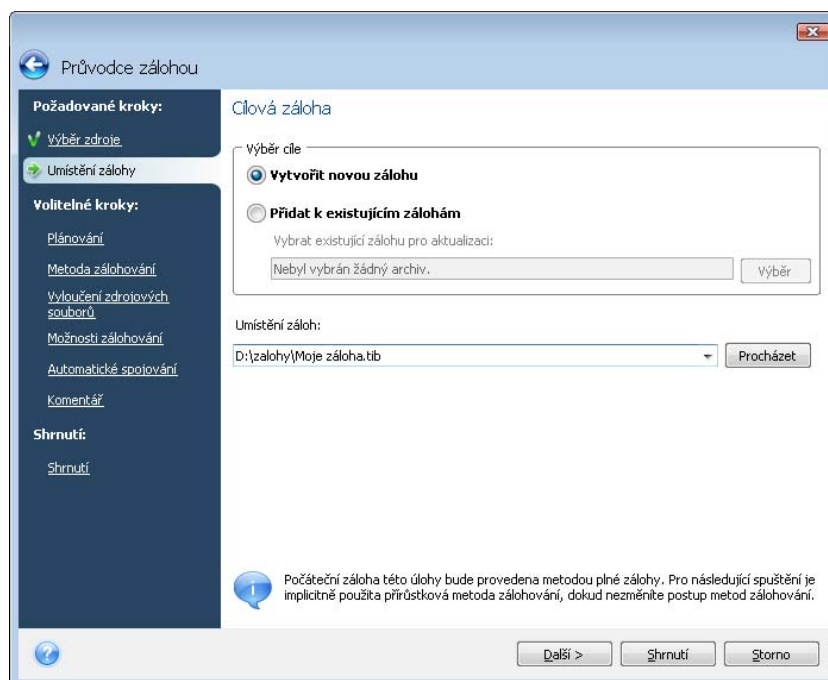 Průvodce zálohou
Požadované kroky:
Výběr zdroje
Umístění zálohy
Volitelné kroky:
Plánování
Metoda zálohování
Vyloučení zdrojových
souborů
Možnosti zálohování
Automatické spojování
Komentář
Shrnutí:
Shrnutí
Cílová záloha
Výběr cíle
Vytvořit novou zálohu
Přidat k existujícím zálohám
Vybrat existující zálohu pro aktualizaci:
Nebyl vybrán žádný archiv.
Výběr
Umístění záloh:
D:\zalohy\Moje záloha.tib
Procházet
Počáteční záloha této úlohy bude provedena metodou plné zálohy. Pro následující spuštění je
implicitně použita přírůstková metoda zálohování, dokud nezměníte postup metod zálohování.
Další >
Shrnutí
Storno